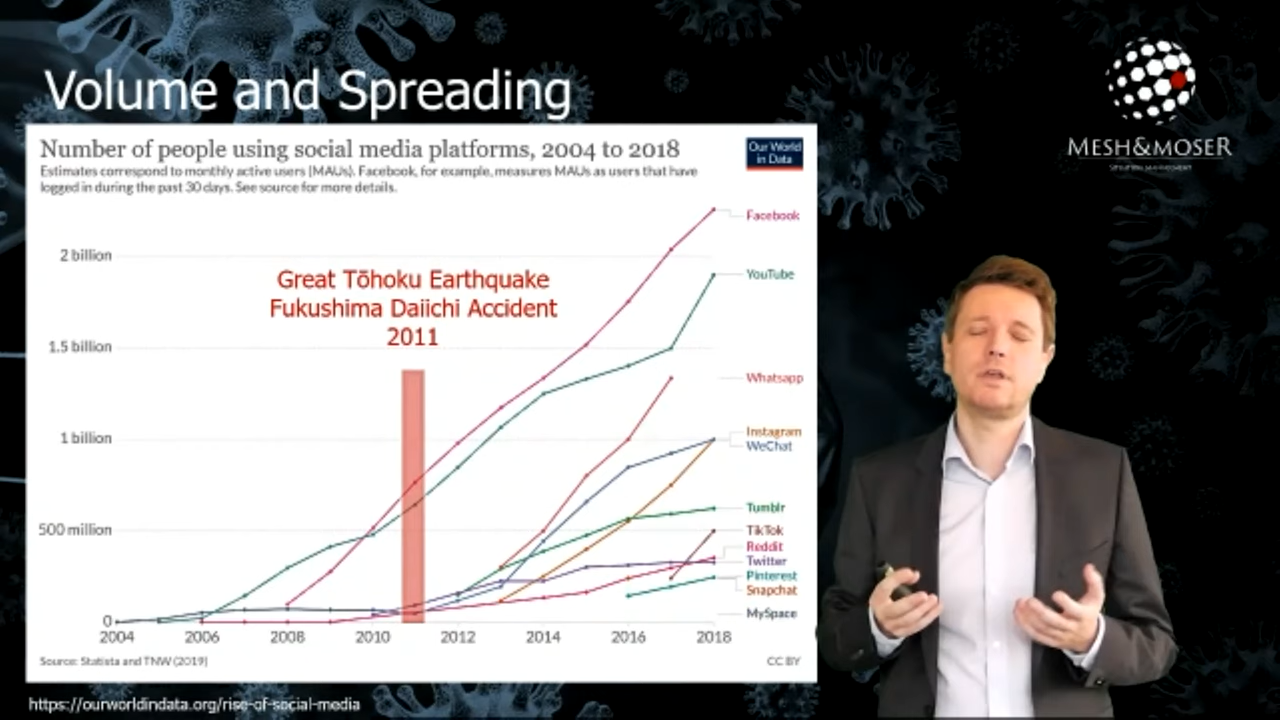 Volume and Spreading
MESH&MOSER
Number of people using social media platforms, 2004 to 2018
Our World
in Data
Estimates correspond to monthly active users (MAUs). Facebook, for example, measures MAUs as users that have
logged in during the past 30 days. See source for more details.
Facebook
2 billion
YouTube
Great Tōhoku Earthquake
Fukushima Daiichi Accident
2011
1.5 billion
Whatsapp
1 billion
Instagram
WeChat
500 million
Tumblr
TikTok
Reddit
Twitter
Pinterest
Snapchat
MySpace
0
2004 2006 2008 2010 2012 2014 2016 2018
Source: Statista and TNW (2019)
CC BY
https://ourworldindata.org/rise-of-social-media